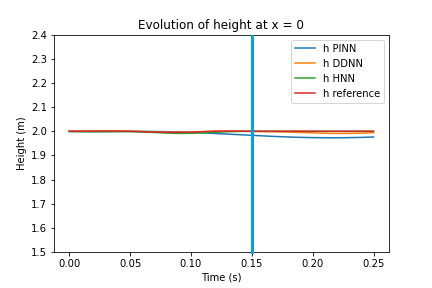 Evolution of height at x = 0
2.4
2.3
2.2
2.1
2.0
1.9
1.8
1.7
1.6
1.5
Height (m)
h PINN
h DDNN
h HNN
h reference
0.00
0.05
0.10
0.15
0.20
0.25
Time (s)